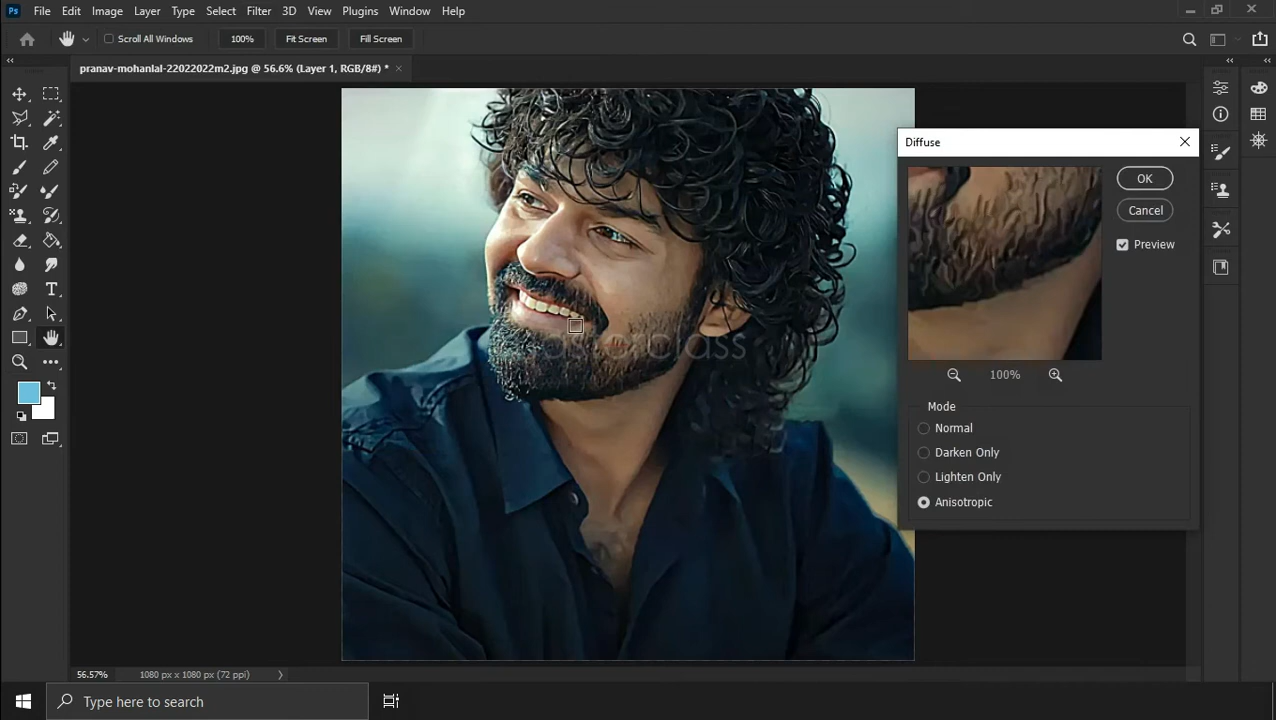 Ps File Edit Image Layer Type Select Filter 3D View Plugins Window Help
Scroll All Windows 100% Fit Screen Fill Screen
pranav-mohanlal-22022022m2.jpg @ 56.6% (Layer 1, RGB/8#) *
Diffuse
OK
Cancel
Preview
100%
Mode
Normal
Darken Only
Lighten Only
Anisotropic
56.57% 1080 px x 1080 px (72 ppi)
Type here to search